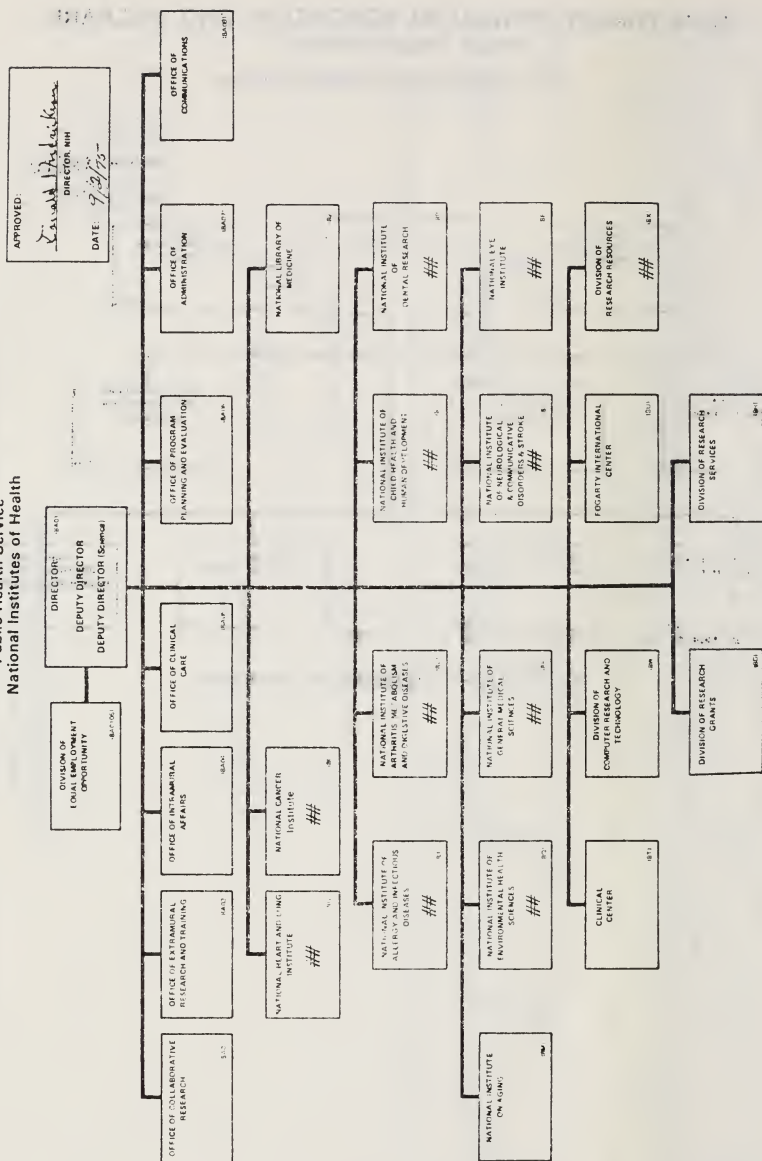 Public Health Service
National Institutes of Health
APPROVED:
DIRECTOR, NIH
DATE:
DIRECTOR
DEPUTY DIRECTOR
DEPUTY DIRECTOR (Science)
DIVISION OF
EQUAL EMPLOYMENT
OPPORTUNITY
OFFICE OF COLLABORATIVE
RESEARCH
OFFICE OF EXTRAMURAL
RESEARCH AND TRAINING
OFFICE OF INTRAMURAL
AFFAIRS
OFFICE OF CLINICAL
CARE
OFFICE OF PROGRAM
PLANNING AND EVALUATION
OFFICE OF
ADMINISTRATION
OFFICE OF
COMMUNICATIONS
NATIONAL HEART AND LUNG
INSTITUTE
##
NATIONAL CANCER
Institute
##
NATIONAL LIBRARY OF
MEDICINE
NATIONAL INSTITUTE OF
ALLERGY AND INFECTIOUS
DISEASES
##
NATIONAL INSTITUTE OF
ARTHRITIS METABOLISM
AND DIGESTIVE DISEASES
##
NATIONAL INSTITUTE OF
CHILD HEALTH AND
HUMAN DEVELOPMENT
##
NATIONAL INSTITUTE
OF
DENTAL RESEARCH
##
NATIONAL INSTITUTE
ON AGING
NATIONAL INSTITUTE OF
ENVIRONMENTAL HEALTH
SCIENCES
##
NATIONAL INSTITUTE OF
GENERAL MEDICAL
SCIENCES
##
NATIONAL INSTITUTE
OF NEUROLOGICAL
& COMMUNICATIVE
DISORDERS & STROKE
##
NATIONAL EYE
INSTITUTE
##
CLINICAL
CENTER
DIVISION OF
COMPUTER RESEARCH AND
TECHNOLOGY
FOGARTY INTERNATIONAL
CENTER
DIVISION OF
RESEARCH RESOURCES
##
DIVISION OF RESEARCH
GRANTS
DIVISION OF RESEARCH
SERVICES